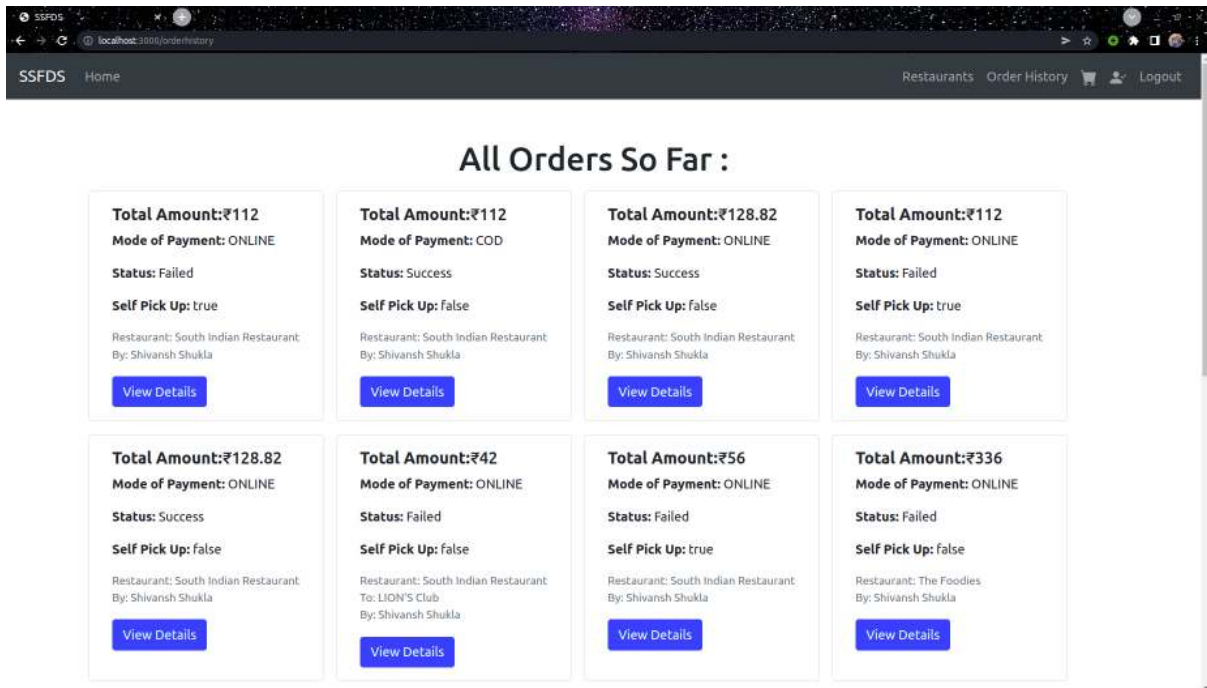 SSFDS
localhost:3000/orderhistory
SSFDS Home Restaurants Order History Logout
All Orders So Far :
Total Amount:₹112
Mode of Payment: ONLINE
Status: Failed
Self Pick Up: true
Restaurant: South Indian Restaurant
By: Shivansh Shukla
View Details
Total Amount:₹112
Mode of Payment: COD
Status: Success
Self Pick Up: false
Restaurant: South Indian Restaurant
By: Shivansh Shukla
View Details
Total Amount:₹128.82
Mode of Payment: ONLINE
Status: Success
Self Pick Up: false
Restaurant: South Indian Restaurant
By: Shivansh Shukla
View Details
Total Amount:₹112
Mode of Payment: ONLINE
Status: Failed
Self Pick Up: true
Restaurant: South Indian Restaurant
By: Shivansh Shukla
View Details
Total Amount:₹128.82
Mode of Payment: ONLINE
Status: Success
Self Pick Up: false
Restaurant: South Indian Restaurant
By: Shivansh Shukla
View Details
Total Amount:₹42
Mode of Payment: ONLINE
Status: Failed
Self Pick Up: false
Restaurant: South Indian Restaurant
To: LION'S Club
By: Shivansh Shukla
View Details
Total Amount:₹56
Mode of Payment: ONLINE
Status: Failed
Self Pick Up: true
Restaurant: South Indian Restaurant
By: Shivansh Shukla
View Details
Total Amount:₹336
Mode of Payment: ONLINE
Status: Failed
Self Pick Up: false
Restaurant: The Foodies
By: Shivansh Shukla
View Details